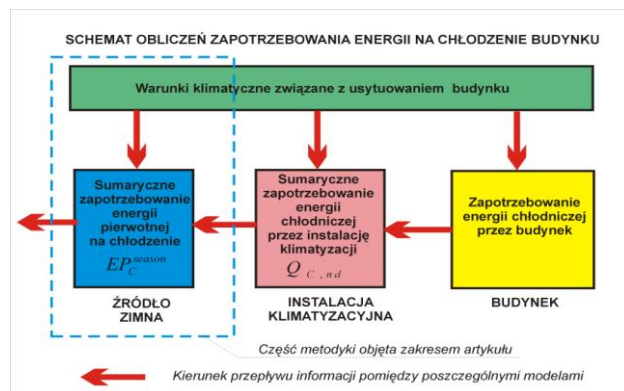 SCHEMAT OBLICZEŃ ZAPOTRZEBOWANIA ENERGII NA CHŁODZENIE BUDYNKU
Warunki klimatyczne związane z usytuowaniem budynku
Sumaryczne
zapotrzebowanie
energii
pierwotnej
na chłodzenie
EP_C^season
ŹRÓDŁO
ZIMNA
Sumaryczne
zapotrzebowanie
energii
chłodniczej
przez instalację
klimatyzacji
Q C,nd
INSTALACJA
KLIMATYZACYJNA
Zapotrzebowanie
energii chłodniczej
przez budynek
BUDYNEK
Część metodyki objęta zakresem artykułu
Kierunek przepływu informacji pomiędzy poszczególnymi modelami